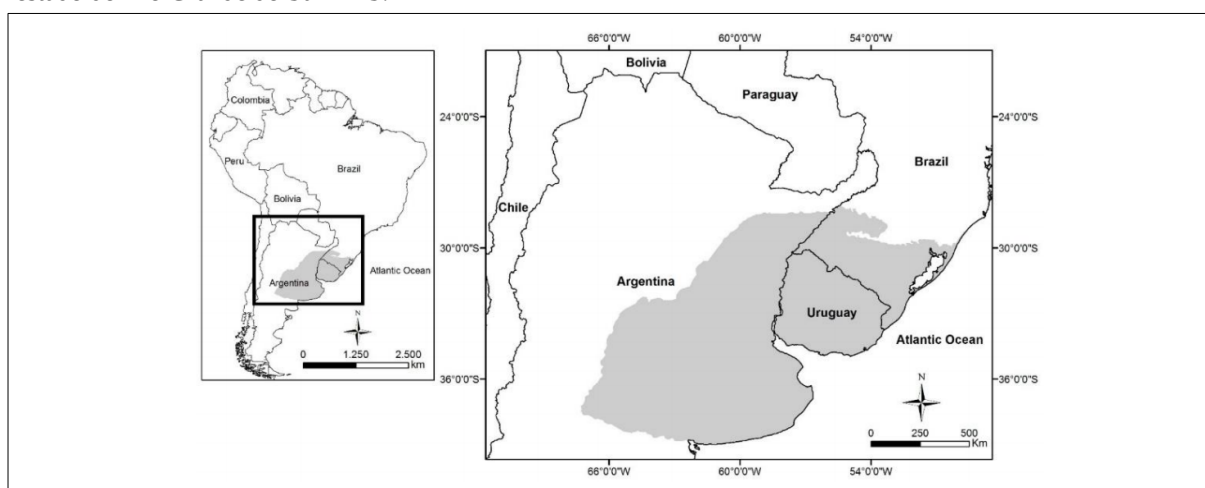 Colombia
Peru
Brazil
Bolivia
Argentina
Atlantic Ocean
N
0 1.250 2.500
km
66°0'0"W 60°0'0"W 54°0'0"W
Bolivia
Paraguay
24°0'0"S 24°0'0"S
Brazil
Chile
30°0'0"S 30°0'0"S
Argentina
Uruguay
Atlantic Ocean
36°0'0"S 36°0'0"S
N
0 250 500
Km
66°0'0"W 60°0'0"W 54°0'0"W